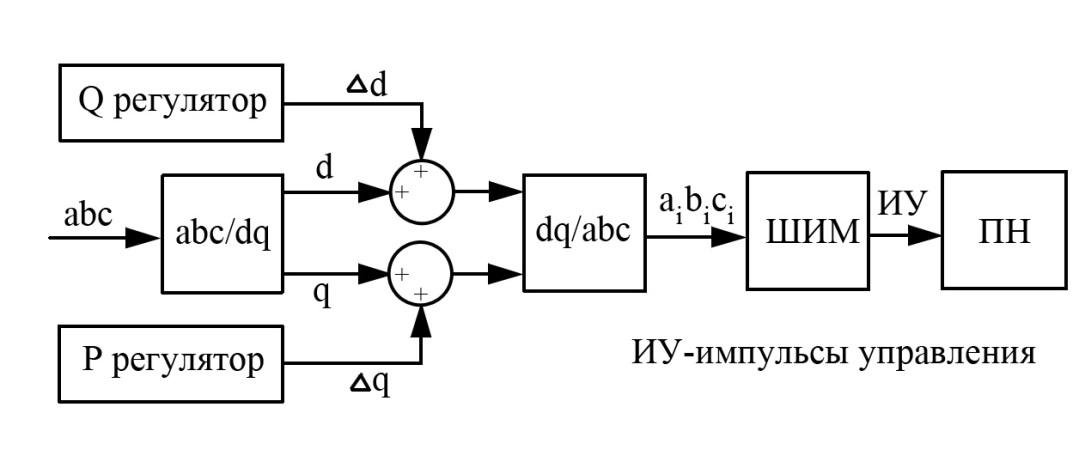 Q регулятор
Δd
d
+
+
abc
abc/dq
dq/abc
aᵢbᵢcᵢ
ШИМ
ИУ
ПН
q
+
+
P регулятор
Δq
ИУ-импульсы управления